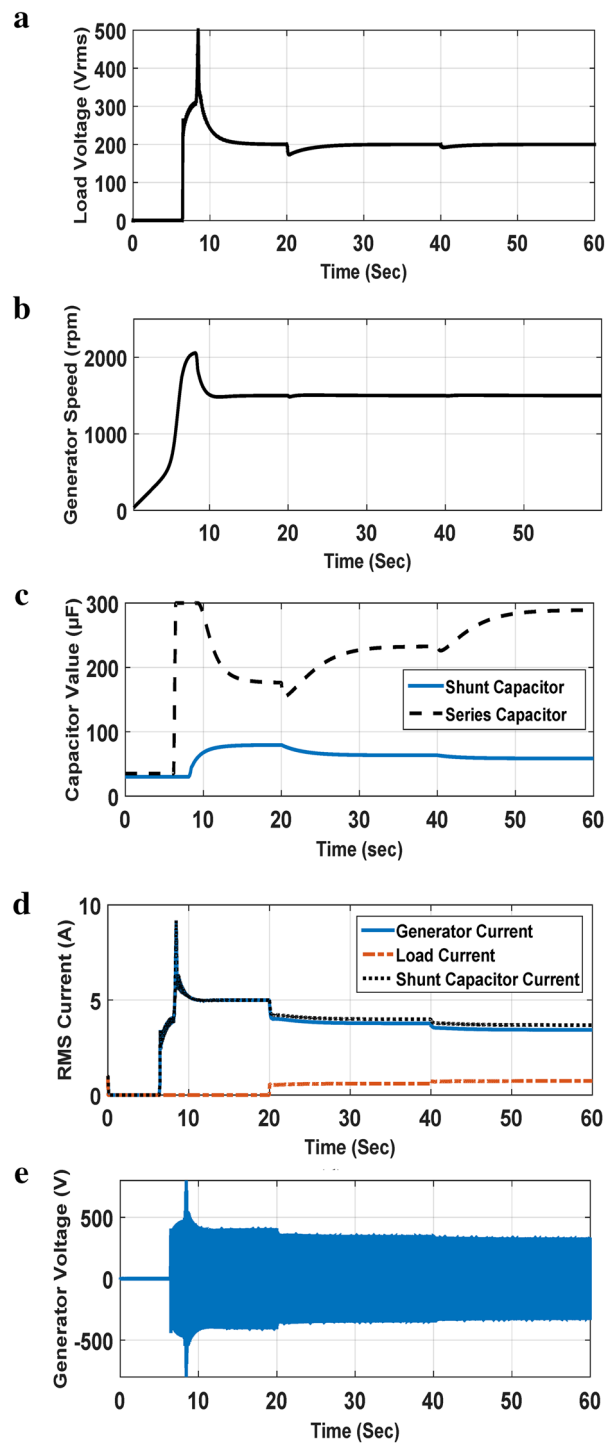 a
Load Voltage (Vrms)
500
400
300
200
100
0
0 10 20 30 40 50 60
Time (Sec)
b
Generator Speed (rpm)
2000
1000
0
0 10 20 30 40 50
Time (Sec)
c
Capacitor Value (µF)
300
200
100
0
Shunt Capacitor
Series Capacitor
0 10 20 30 40 50 60
Time (sec)
d
RMS Current (A)
10
5
0
Generator Current
Load Current
Shunt Capacitor Current
0 10 20 30 40 50 60
Time (Sec)
e
Generator Voltage (V)
500
0
-500
0 10 20 30 40 50 60
Time (Sec)